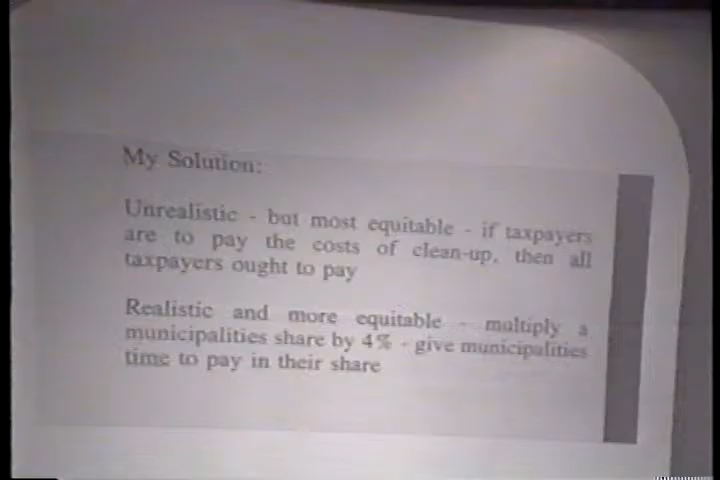 My Solution:
Unrealistic - but most equitable - if taxpayers
are to pay the costs of clean-up, then all
taxpayers ought to pay
Realistic and more equitable - multiply a
municipalities share by 4% - give municipalities
time to pay in their share